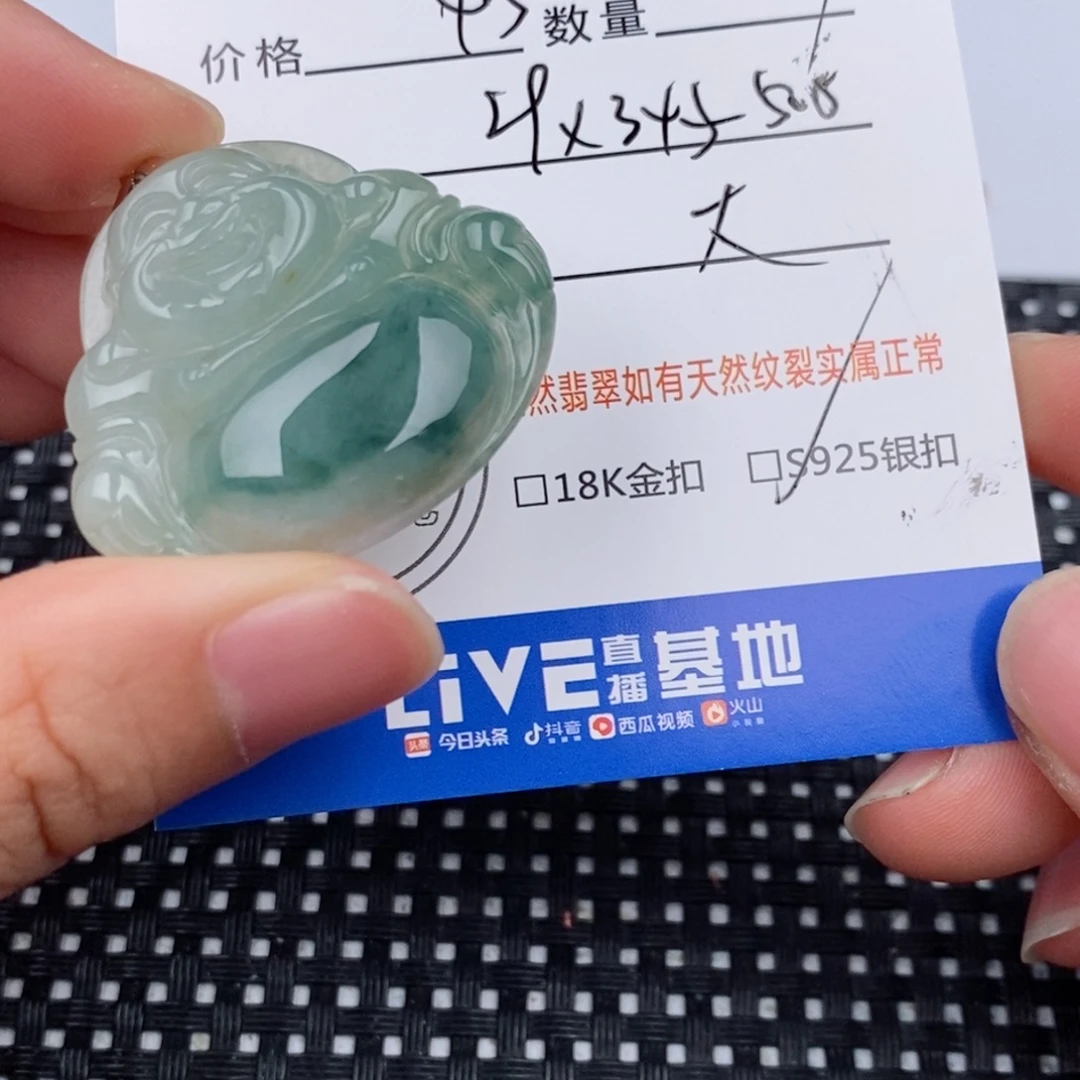 价格 数量
然翡翠如有天然纹裂实属正常
□18K金扣 □S925银扣
LiVE直播基地
头条 今日头条 抖音 西瓜视频 火山